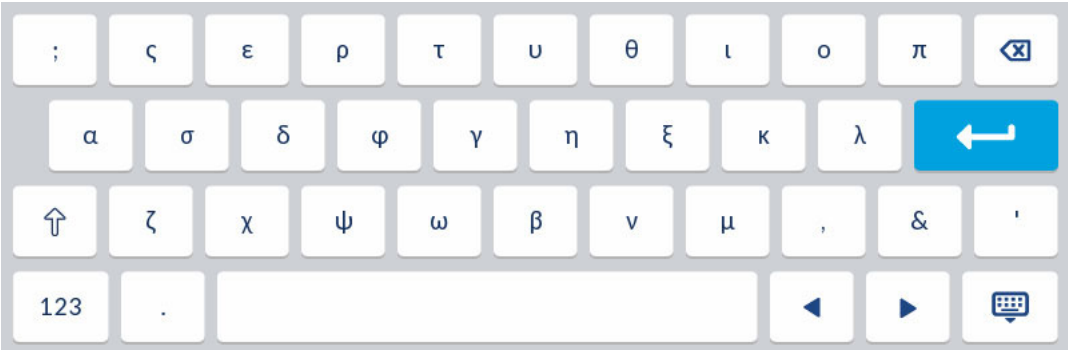 ; ς ε ρ τ υ θ ι ο π
α σ δ φ γ η ξ κ λ
ζ χ ψ ω β ν μ , & '
123 .